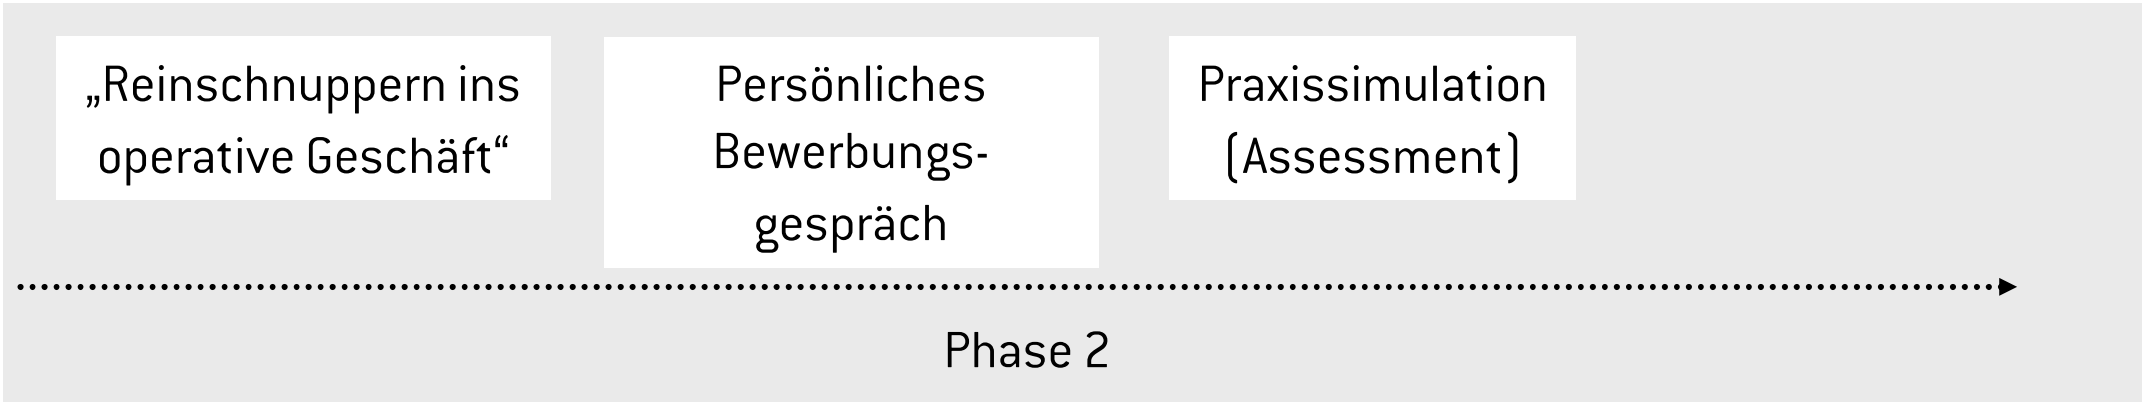 „Reinschnuppern ins
operative Geschäft“
Persönliches
Bewerbungs-
gespräch
Praxissimulation
(Assessment)
Phase 2